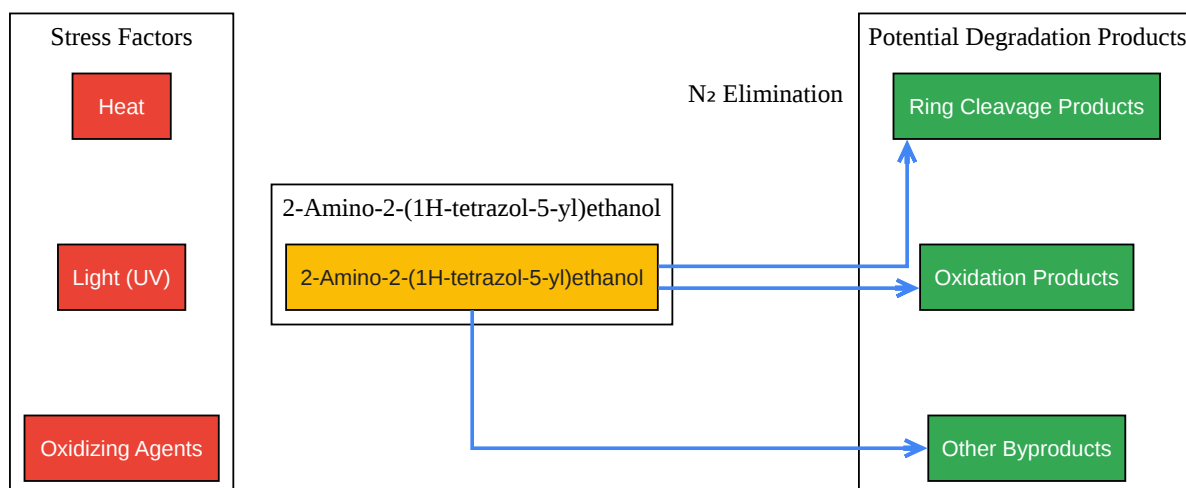 Stress Factors
Heat
Light (UV)
Oxidizing Agents
2-Amino-2-(1H-tetrazol-5-yl)ethanol
2-Amino-2-(1H-tetrazol-5-yl)ethanol
N₂ Elimination
Potential Degradation Products
Ring Cleavage Products
Oxidation Products
Other Byproducts